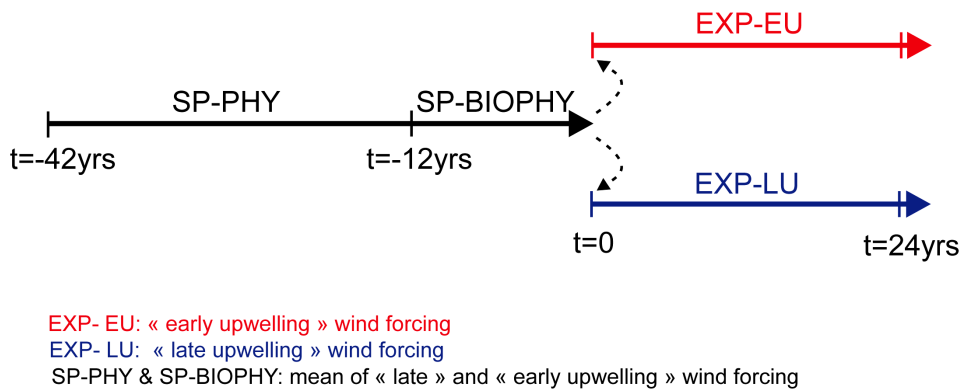 EXP-EU
SP-PHY
SP-BIOPHY
t=-42yrs
t=-12yrs
EXP-LU
t=0
t=24yrs
EXP- EU: « early upwelling » wind forcing
EXP- LU: « late upwelling » wind forcing
SP-PHY & SP-BIOPHY: mean of « late » and « early upwelling » wind forcing